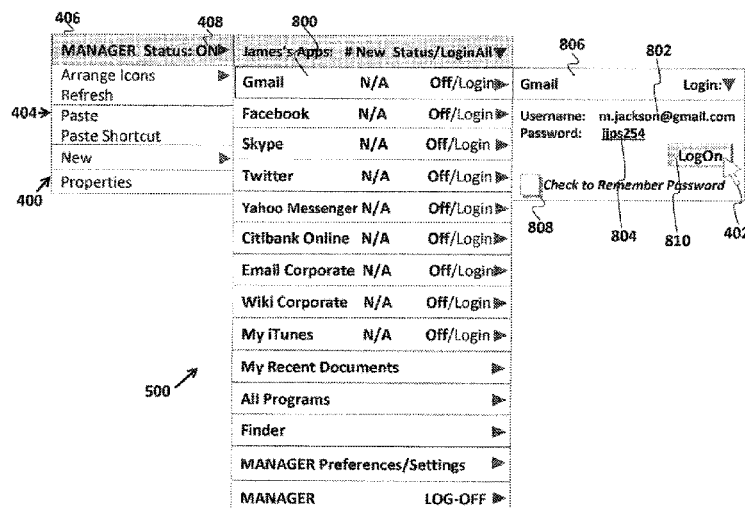 406
408
800
MANAGER Status: ON
James's Apps: # New Status/LoginAll
806
802
Arrange Icons
Refresh
404
Paste
Paste Shortcut
New
400
Properties
Gmail N/A Off/Login
Facebook N/A Off/Login
Skype N/A Off/Login
Twitter N/A Off/Login
Yahoo Messenger N/A Off/Login
Citibank Online N/A Off/Login
Email Corporate N/A Off/Login
Wiki Corporate N/A Off/Login
My iTunes N/A Off/Login
My Recent Documents
500
All Programs
Finder
MANAGER Preferences/Settings
MANAGER LOG-OFF
Gmail Login:
Username: m.jackson@gmail.com
Password:
LogOn
Check to Remember Password
808
804
810
402